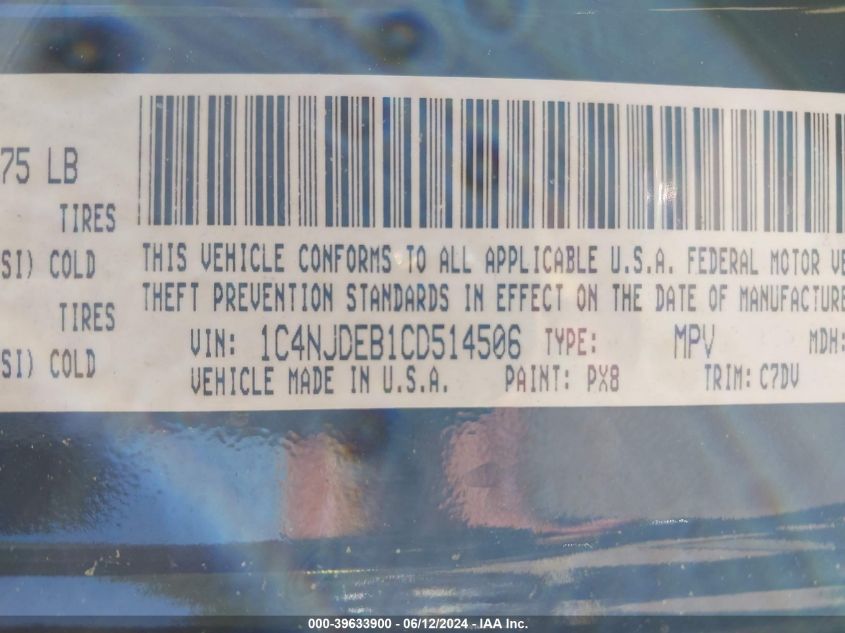 75 LB
TIRES
SI) COLD
TIRES
SI) COLD
THIS VEHICLE CONFORMS TO ALL APPLICABLE U.S.A. FEDERAL MOTOR VE
THEFT PREVENTION STANDARDS IN EFFECT ON THE DATE OF MANUFACTURE
VIN: 1C4NJDEB1CD514506 TYPE: MPV MDH:
VEHICLE MADE IN U.S.A. PAINT: PX8 TRIM: C7DV
000-39633900 - 06/12/2024 - IAA Inc.